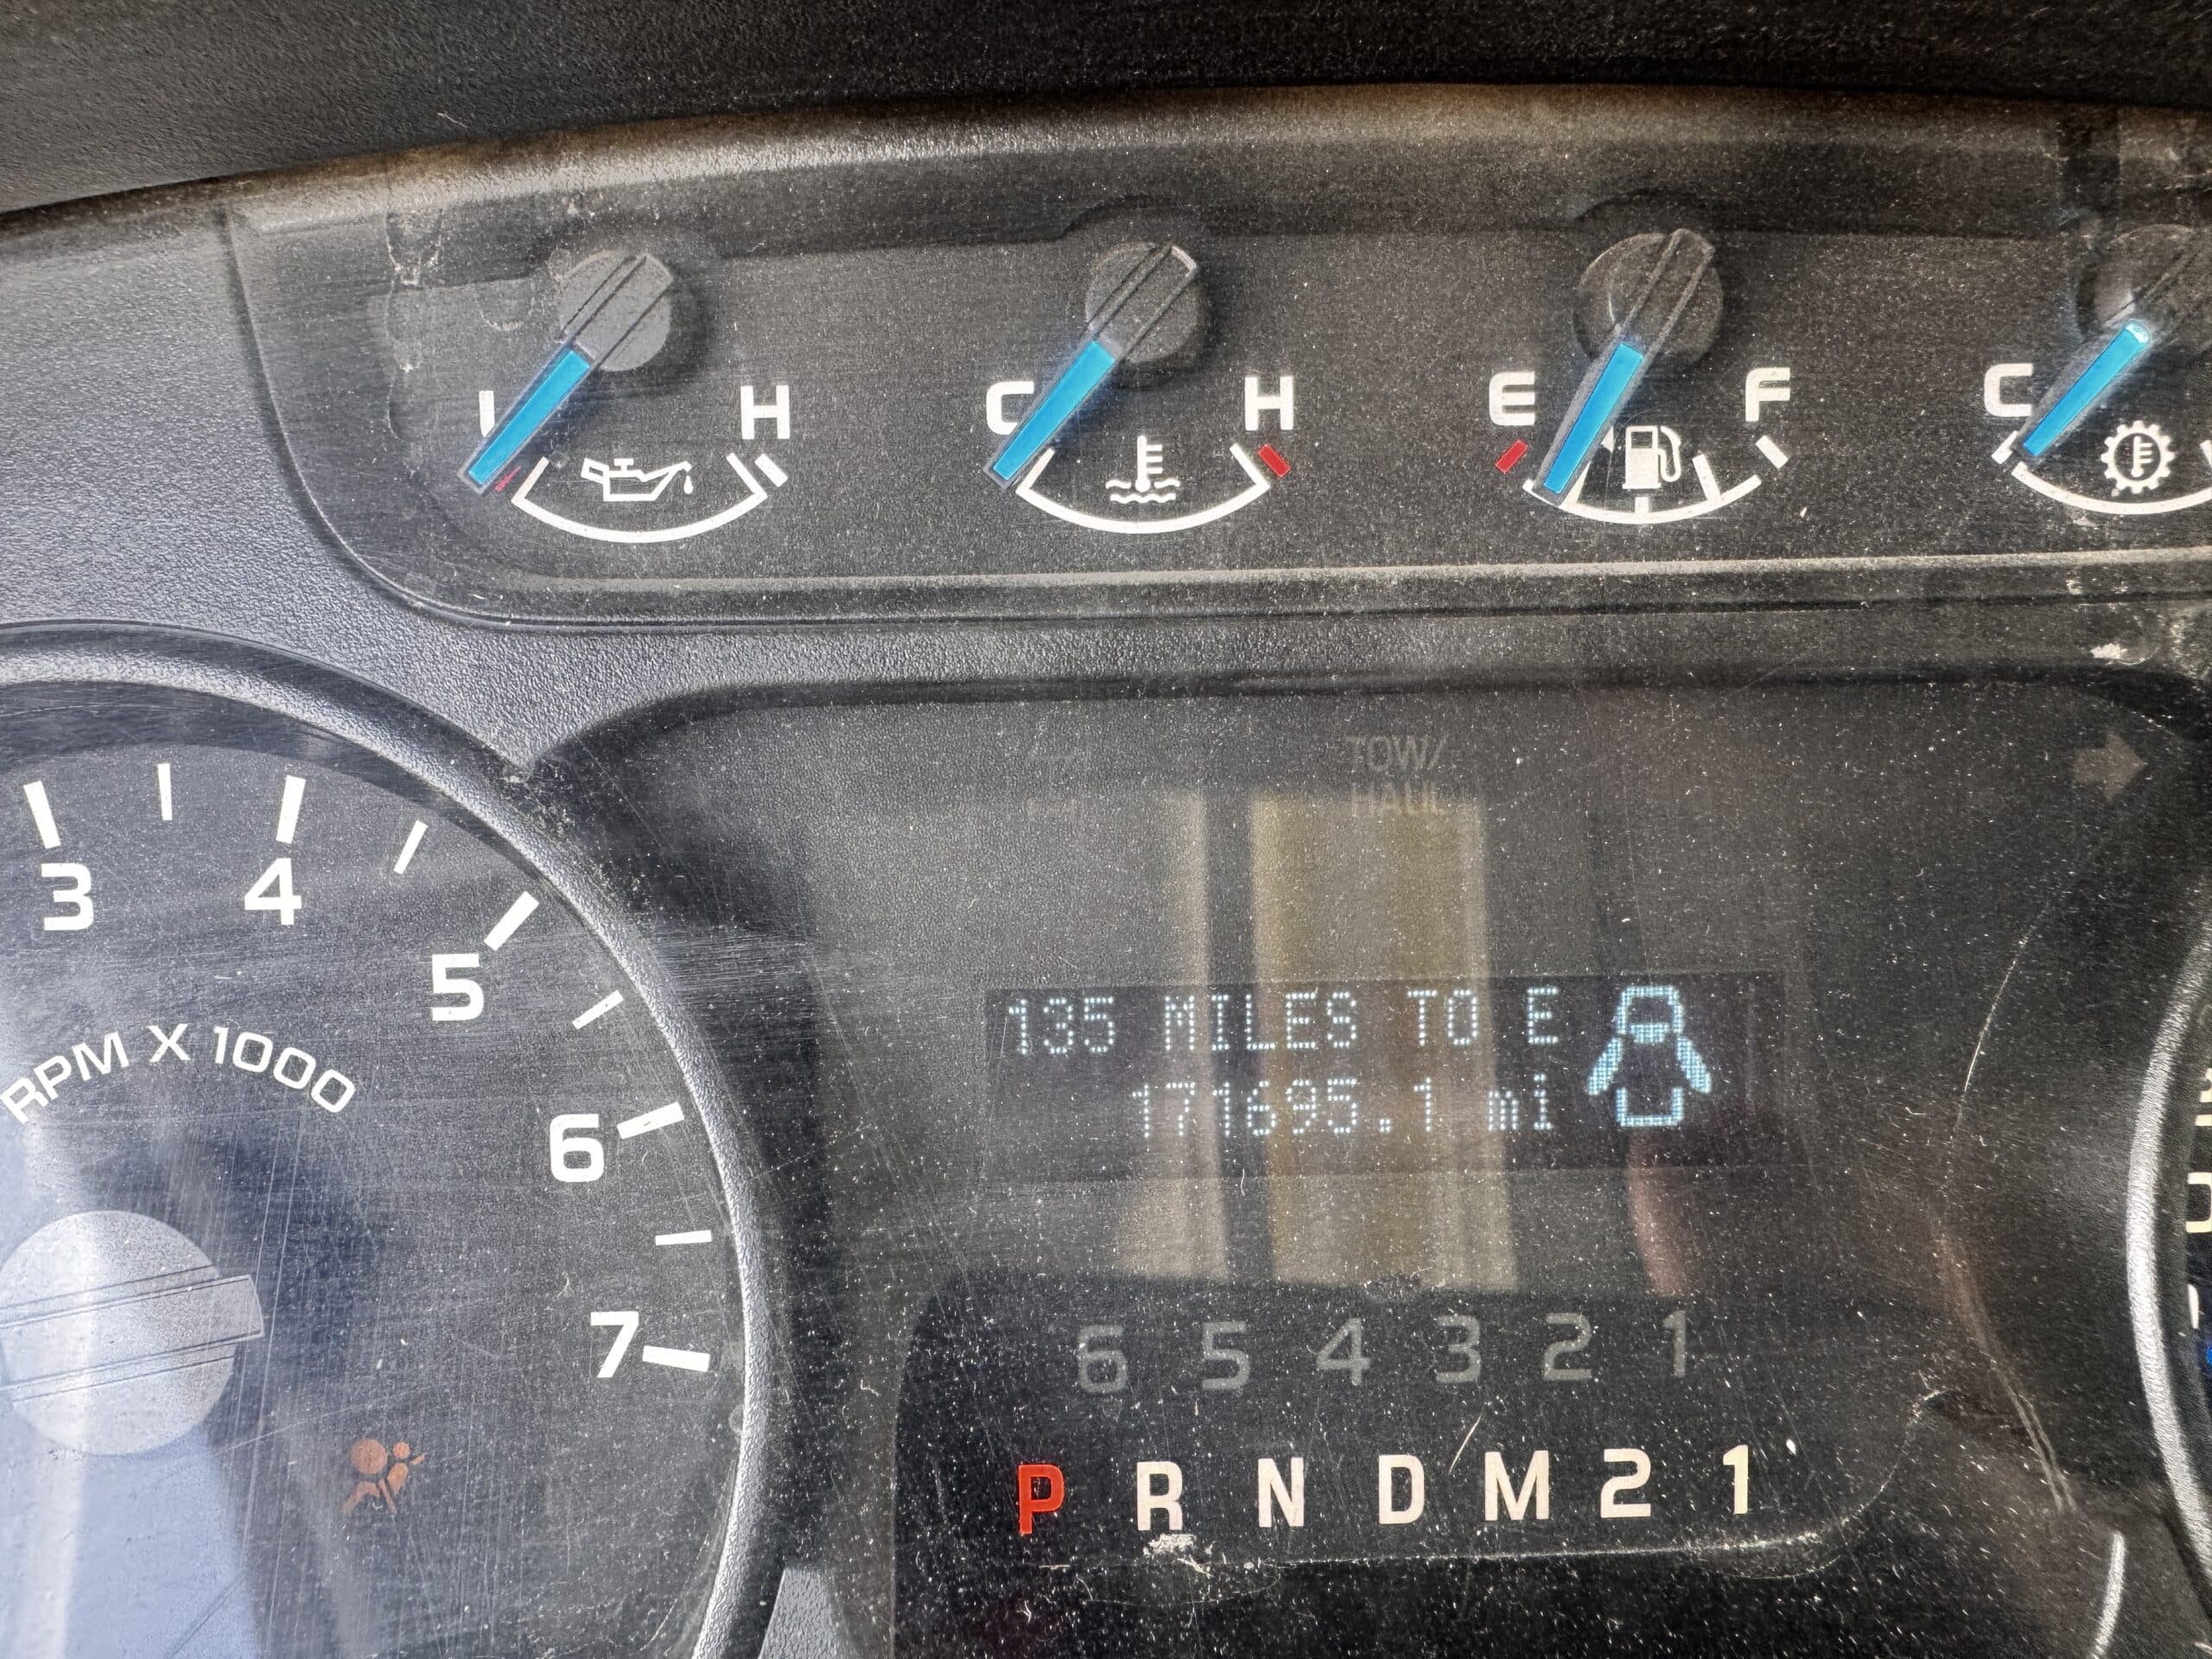 H
C H
E F
C
TOW/
HAUL
3 4 5 6 7
RPM X 1000
135 MILES TO E
171695.1 mi
6 5 4 3 2 1
P R N D M 2 1